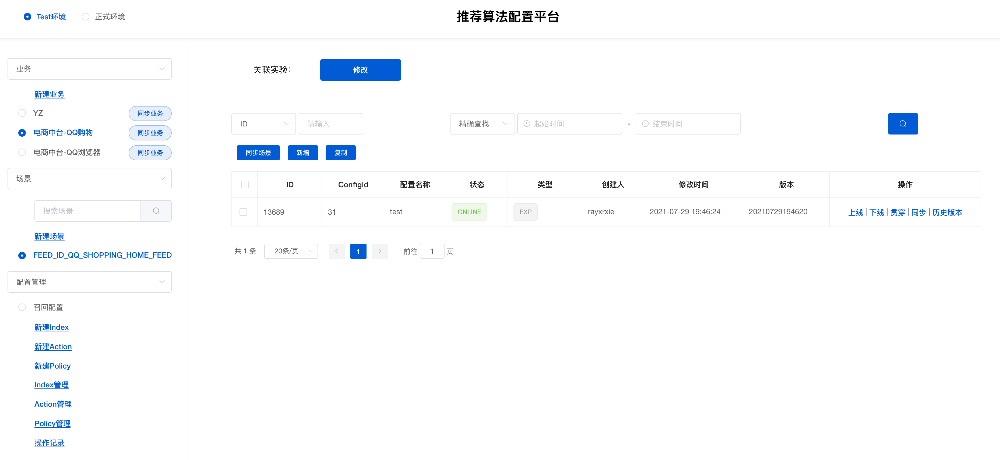 Test环境 正式环境 推荐算法配置平台
业务
新建业务
YZ 同步业务
电商中台-QQ购物 同步业务
电商中台-QQ浏览器 同步业务
场景
搜索场景
新建场景
FEED_ID_QQ_SHOPPING_HOME_FEED
配置管理
召回配置
新建Index
新建Action
新建Policy
Index管理
Action管理
Policy管理
操作记录
关联实验： 修改
ID 请输入 精确查找 起始时间 - 结束时间
同步场景 新增 复制
ID ConfigId 配置名称 状态 类型 创建人 修改时间 版本 操作
13689 31 test ONLINE EXP rayxrxie 2021-07-29 19:46:24 20210729194620 上线|下线|贯穿|同步|历史版本
共 1 条 20条/页 < 1 > 前往 1 页